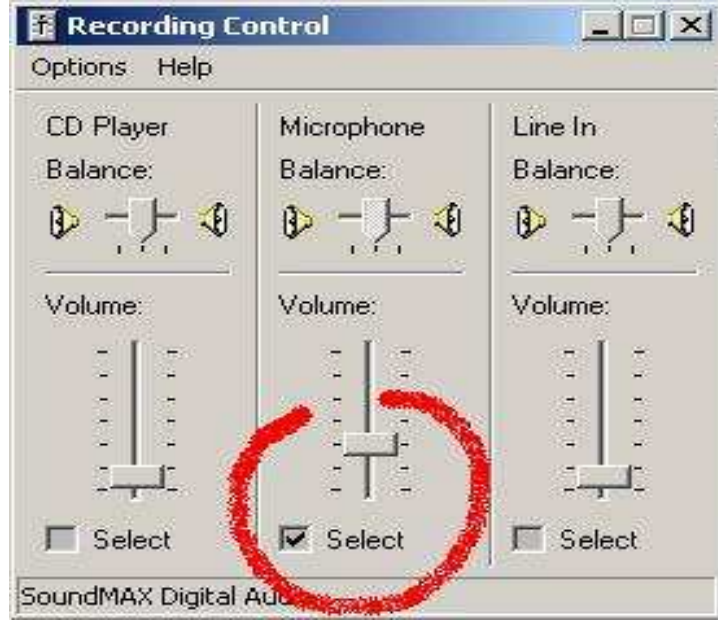 Recording Control
Options Help
CD Player Microphone Line In
Balance: Balance: Balance:
Volume: Volume: Volume:
Select Select Select
SoundMAX Digital